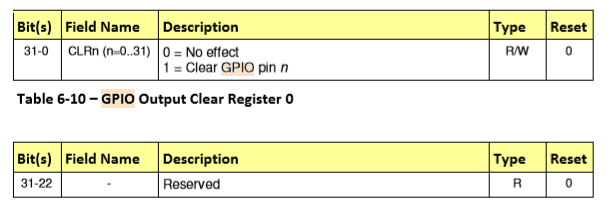 Bit(s) Field Name Description Type Reset
31-0 CLRn (n=0..31) 0 = No effect R/W 0
1 = Clear GPIO pin n
Table 6-10 – GPIO Output Clear Register 0
Bit(s) Field Name Description Type Reset
31-22 - Reserved R 0